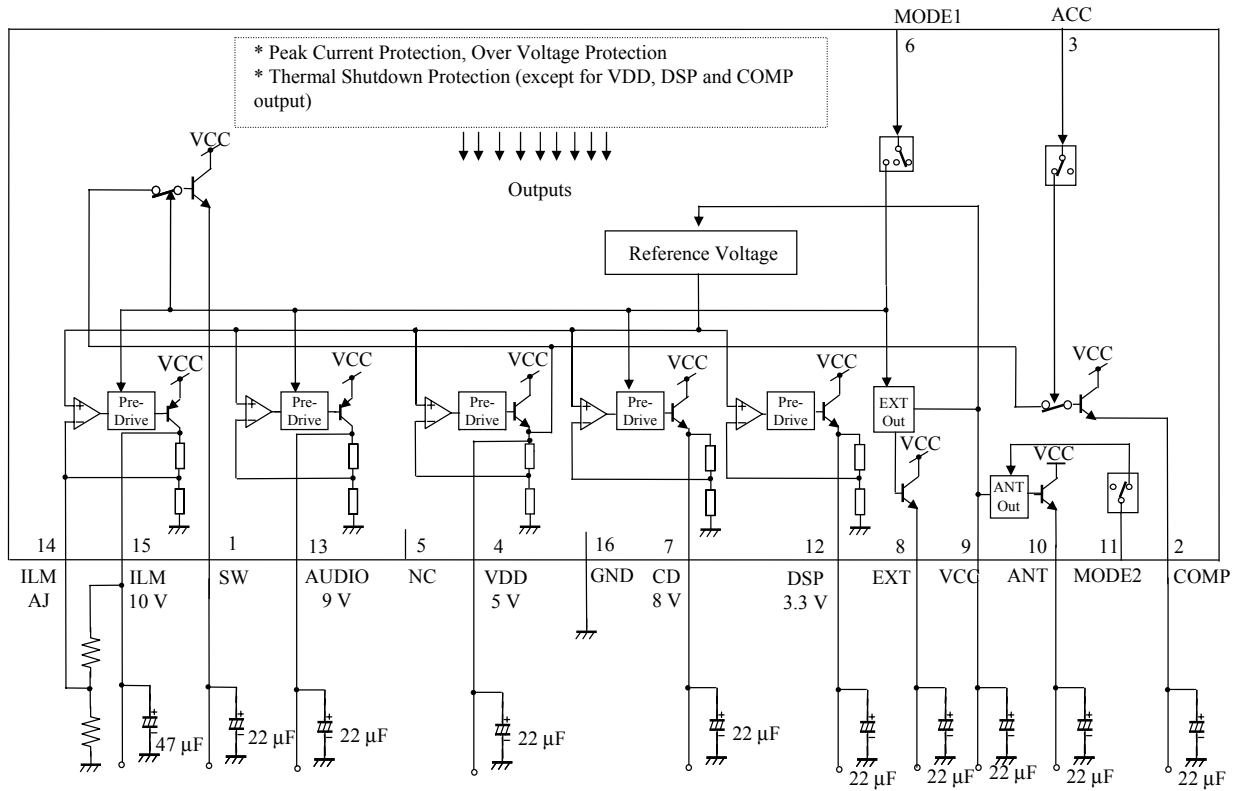 MODE1 ACC
6 3
* Peak Current Protection, Over Voltage Protection
* Thermal Shutdown Protection (except for VDD, DSP and COMP
output)
VCC
Outputs
Reference Voltage
VCC VCC VCC VCC VCC VCC
+ − Pre-Drive
+ − Pre-Drive
+ − Pre-Drive
+ − Pre-Drive
+ − Pre-Drive
EXT Out
VCC
VCC
ANT Out
14 15 1 13 5 4 16 7 12 8 9 10 11 2
ILM ILM SW AUDIO NC VDD GND CD DSP EXT VCC ANT MODE2 COMP
AJ 10 V 9 V 5 V 8 V 3.3 V
+ + + + + + + + + + +
− − − − − − − − − − −
47 µF 22 µF 22 µF 22 µF 22 µF
22 µF 22 µF 22 µF 22 µF 22 µF